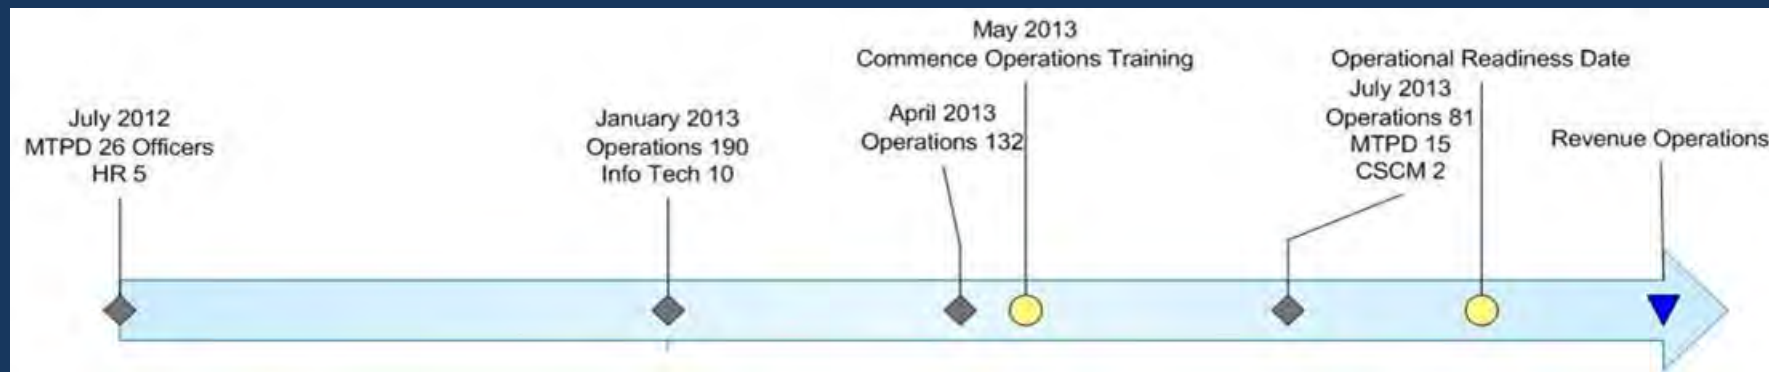 July 2012
MTPD 26 Officers
HR 5
January 2013
Operations 190
Info Tech 10
April 2013
Operations 132
May 2013
Commence Operations Training
July 2013
Operations 81
MTPD 15
CSCM 2
Operational Readiness Date
Revenue Operations